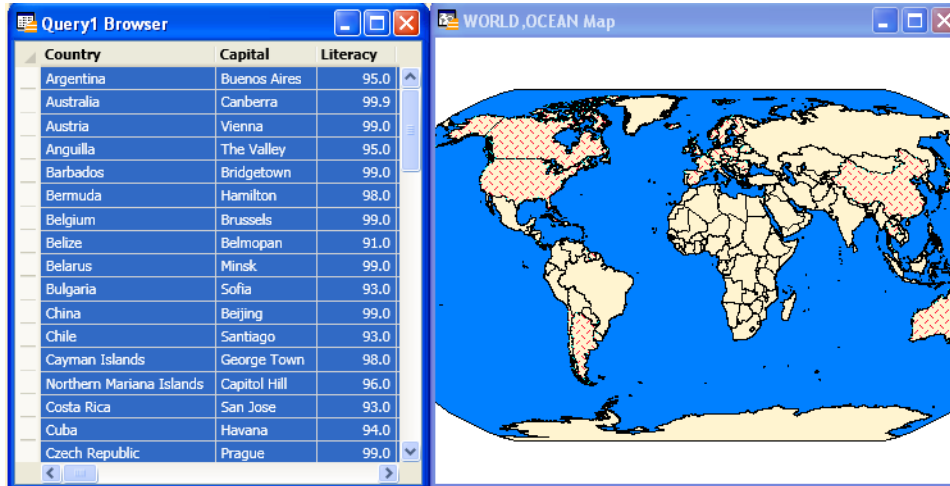 Query1 Browser
Country Capital Literacy
Argentina Buenos Aires 95.0
Australia Canberra 99.9
Austria Vienna 99.0
Anguilla The Valley 95.0
Barbados Bridgetown 99.0
Bermuda Hamilton 98.0
Belgium Brussels 99.0
Belize Belmopan 91.0
Belarus Minsk 99.0
Bulgaria Sofia 93.0
China Beijing 99.0
Chile Santiago 93.0
Cayman Islands George Town 98.0
Northern Mariana Islands Capitol Hill 96.0
Costa Rica San Jose 93.0
Cuba Havana 94.0
Czech Republic Prague 99.0
WORLD ,OCEAN Map